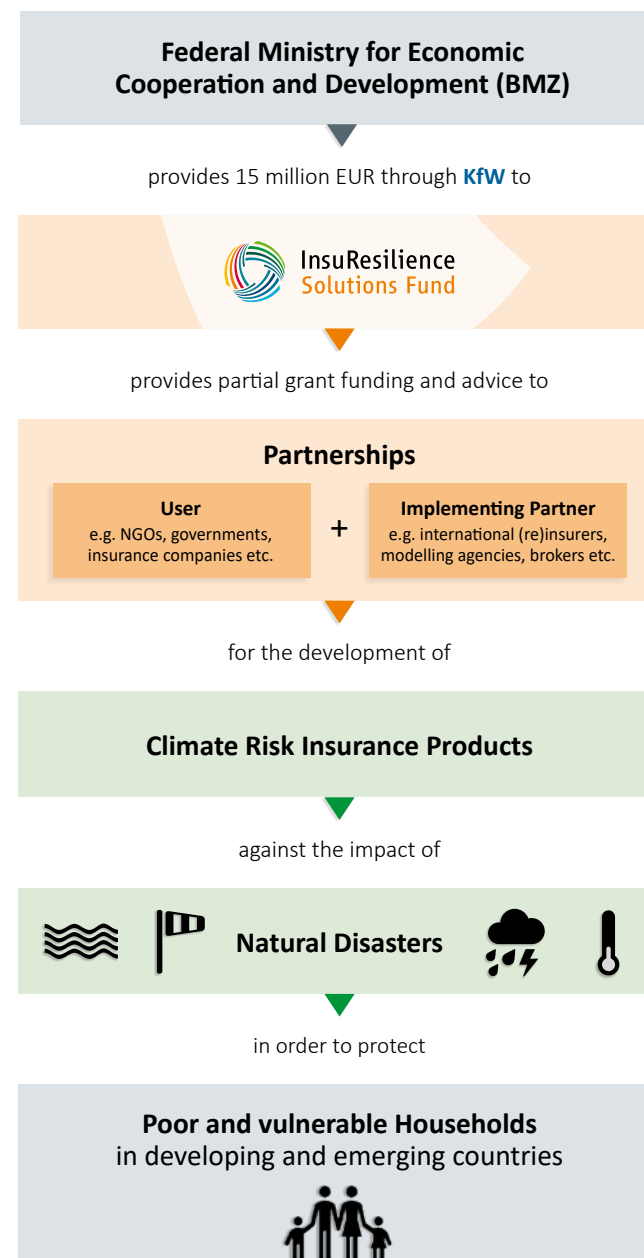 Federal Ministry for Economic
Cooperation and Development (BMZ)
provides 15 million EUR through KfW to
InsuResilience
Solutions Fund
provides partial grant funding and advice to
Partnerships
User
e.g. NGOs, governments,
insurance companies etc.
+
Implementing Partner
e.g. international (re)insurers,
modelling agencies, brokers etc.
for the development of
Climate Risk Insurance Products
against the impact of
Natural Disasters
in order to protect
Poor and vulnerable Households
in developing and emerging countries